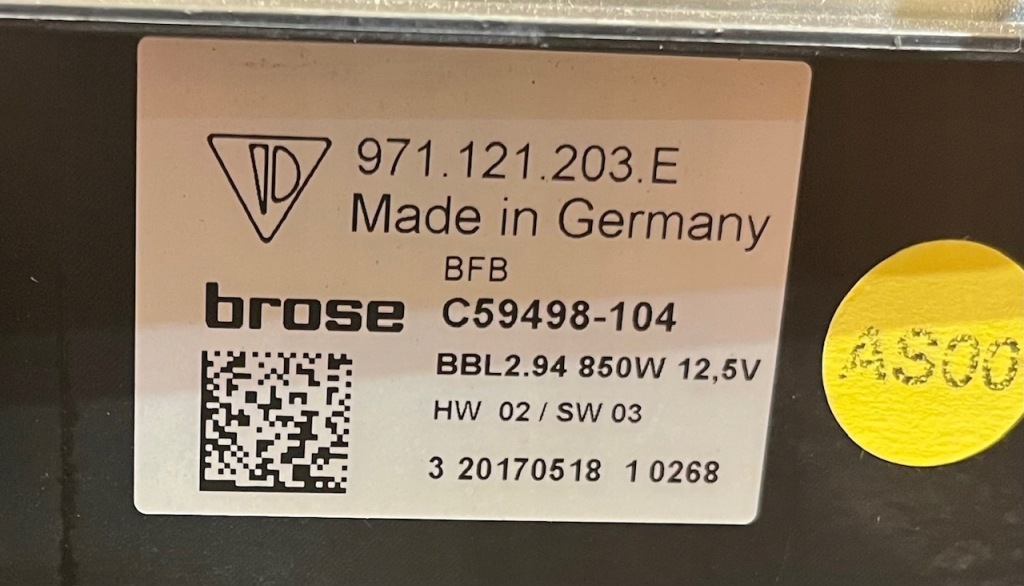 971.121.203.E
Made in Germany
BFB
brose C59498-104
BBL2.94 850W 12,5V
HW 02 / SW 03
3 20170518 1 0268
AS00